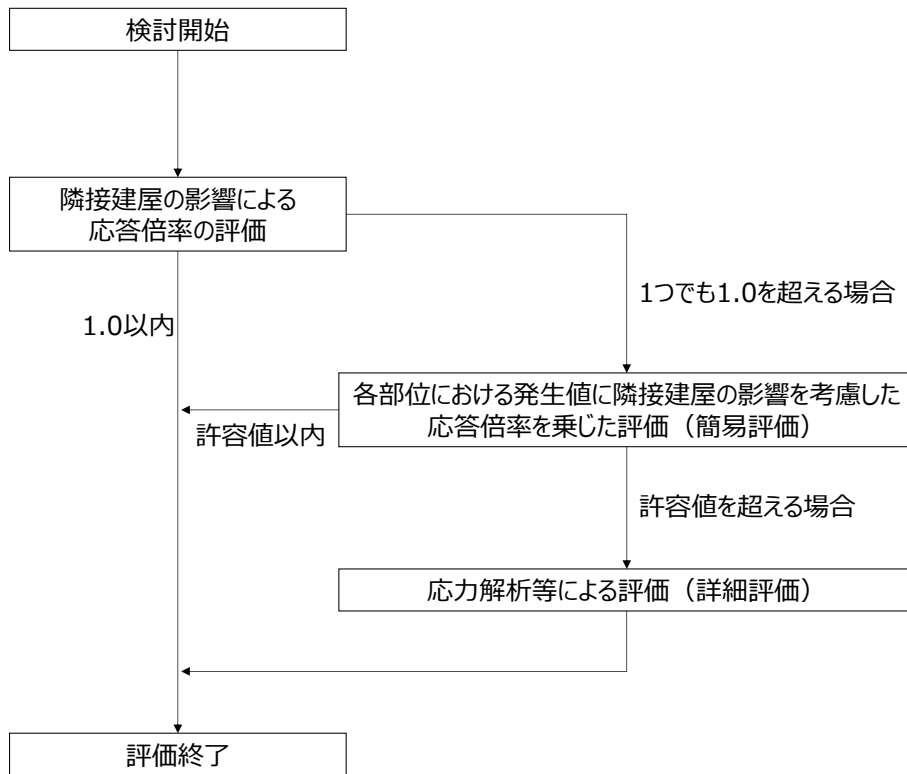 検討開始
隣接建屋の影響による
応答倍率の評価
1つでも1.0を超える場合
1.0以内
各部位における発生値に隣接建屋の影響を考慮した
応答倍率を乗じた評価（簡易評価）
許容値以内
許容値を超える場合
応力解析等による評価（詳細評価）
評価終了